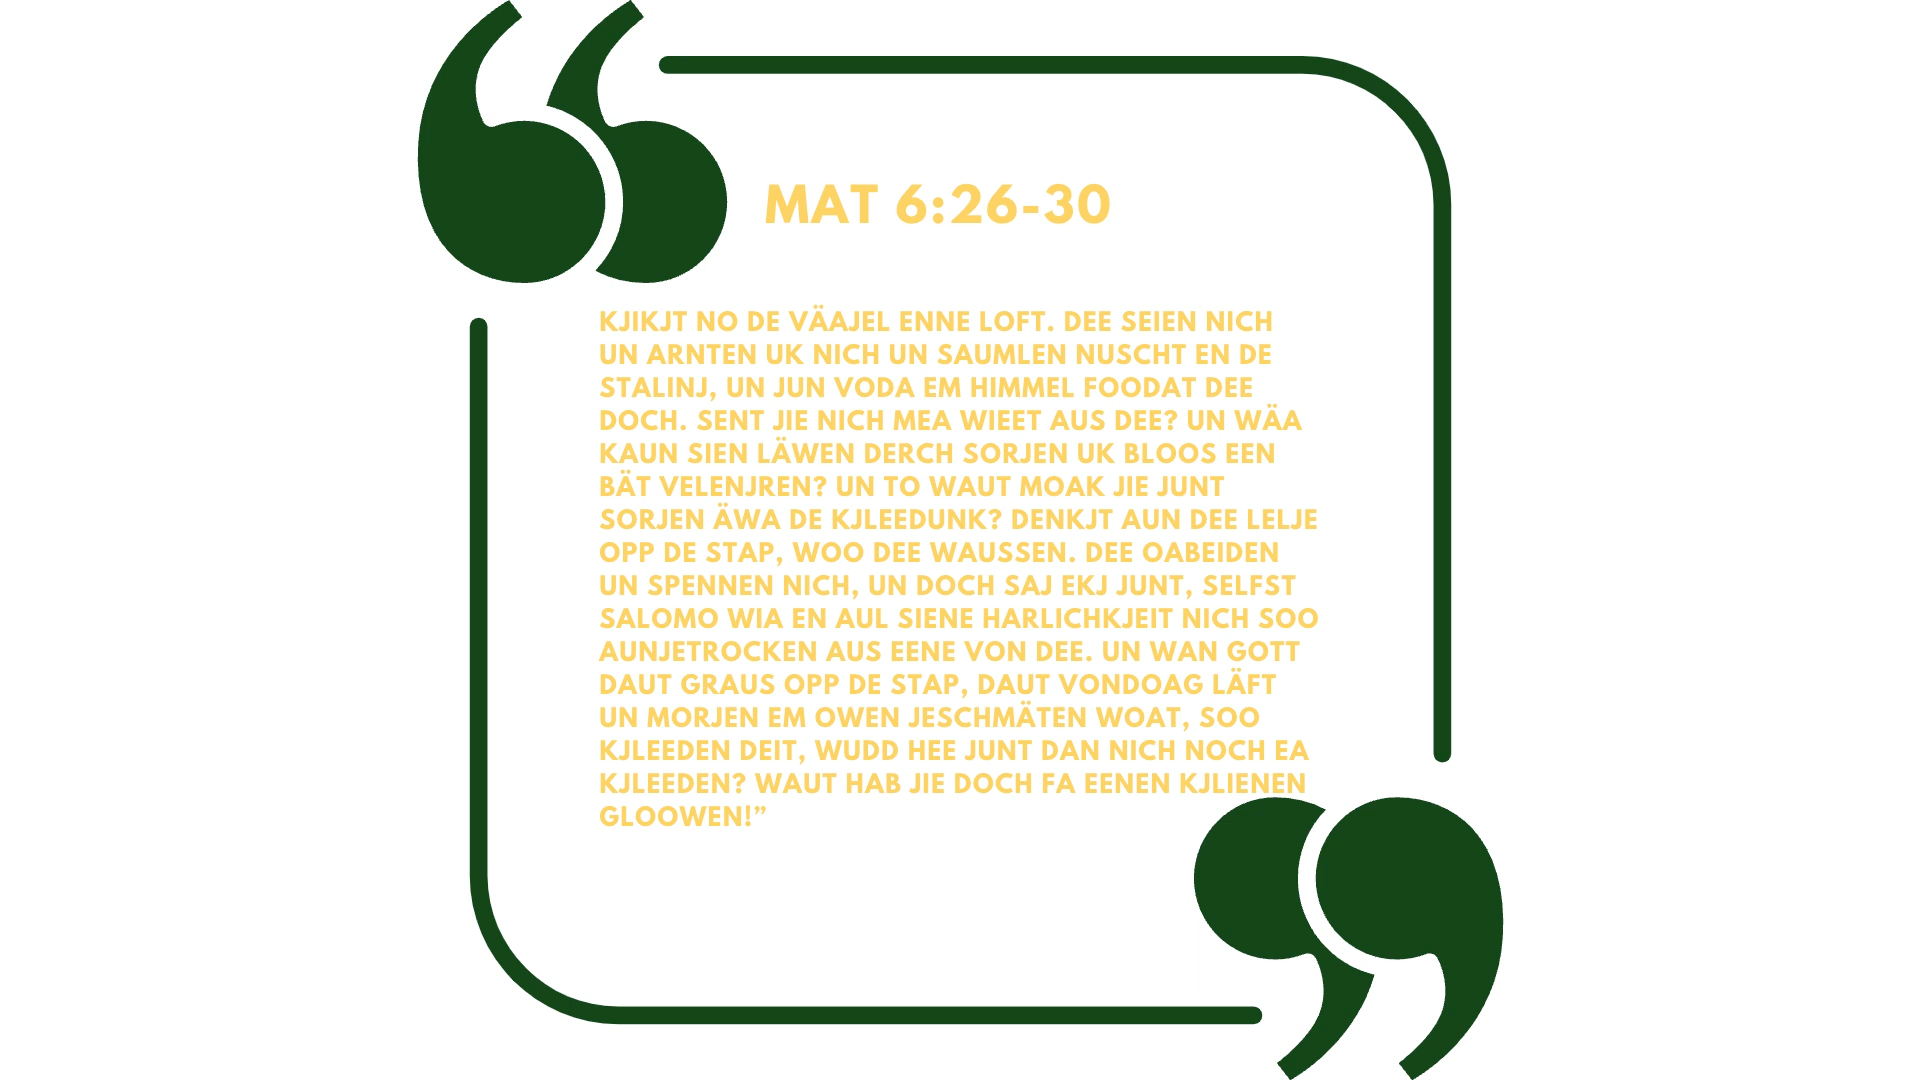 MAT 6:26-30
KJIKJT NO DE VÄAJEL ENNE LOFT. DEE SEIEN NICH
UN ARNTEN UK NICH UN SAUMLEN NUSCHT EN DE
STALINJ, UN JUN VODA EM HIMMEL FOODAT DEE
DOCH. SENT JIE NICH MEA WIEET AUS DEE? UN WÄA
KAUN SIEN LÄWEN DERCH SORJEN UK BLOOS EEN
BÄT VELENJREN? UN TO WAUT MOAK JIE JUNT
SORJEN ÄWA DE KJLEEDUNK? DENKJT AUN DEE LELJE
OPP DE STAP, WOO DEE WAUSSEN. DEE OABEIDEN
UN SPENNEN NICH, UN DOCH SAJ EKJ JUNT, SELFST
SALOMO WIA EN AUL SIENE HARLICHKJEIT NICH SOO
AUNJETROCKEN AUS EENE VON DEE. UN WAN GOTT
DAUT GRAUS OPP DE STAP, DAUT VONDOAG LÄFT
UN MORJEN EM OWEN JESCHMÄTEN WOAT, SOO
KJLEEDEN DEIT, WUDD HEE JUNT DAN NICH NOCH EA
KJLEEDEN? WAUT HAB JIE DOCH FA EENEN KJLIENEN
GLOOWEN!”